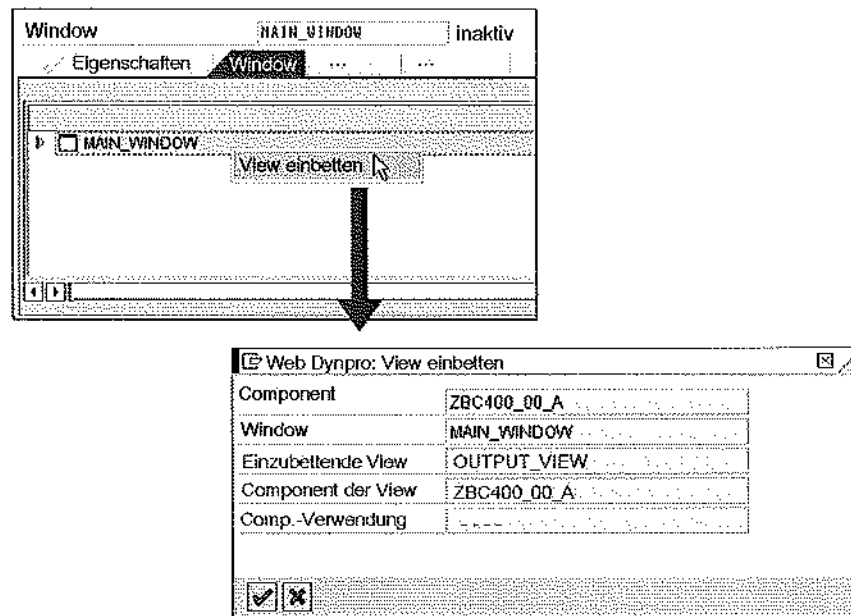 Window MAIN_WINDOW inaktiv
Eigenschaften Window ... ...
MAIN_WINDOW
View einbetten
Web Dynpro: View einbetten
Component ZBC400_00_A
Window MAIN_WINDOW
Einzubettende View OUTPUT_VIEW
Component der View ZBC400_00_A
Comp.-Verwendung